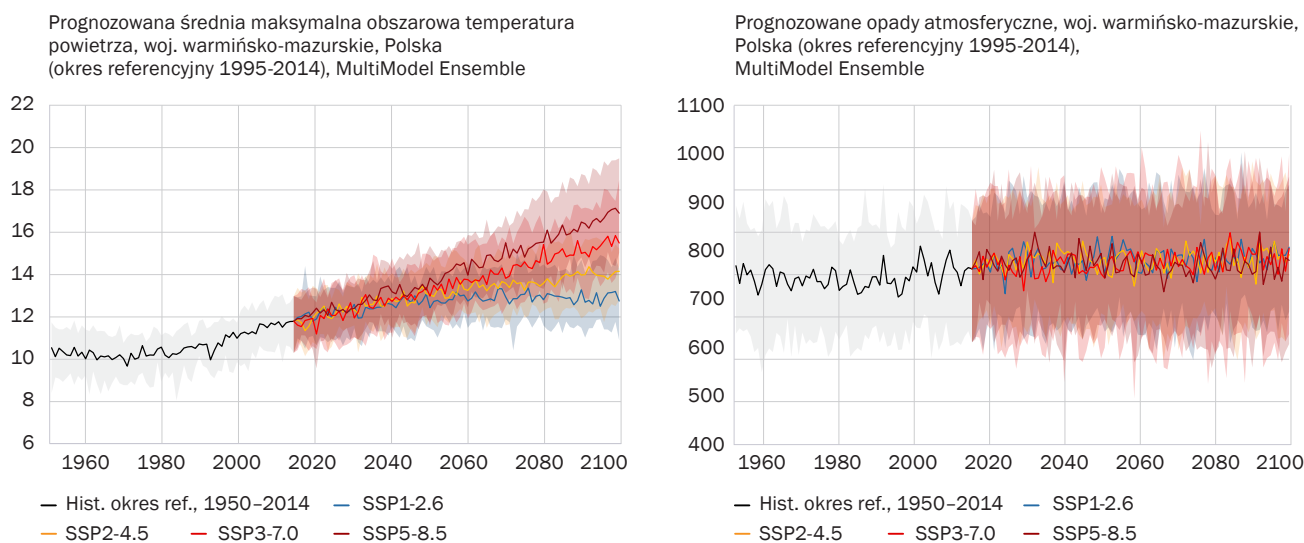 Prognozowana średnia maksymalna obszarowa temperatura
powietrza, woj. warmińsko-mazurskie, Polska
(okres referencyjny 1995-2014), MultiModel Ensemble
22
20
18
16
14
12
10
8
6
1960 1980 2000 2020 2040 2060 2080 2100
Hist. okres ref., 1950–2014 SSP1-2.6
SSP2-4.5 SSP3-7.0 SSP5-8.5
Prognozowane opady atmosferyczne, woj. warmińsko-mazurskie,
Polska (okres referencyjny 1995-2014),
MultiModel Ensemble
1100
1000
900
800
700
600
500
400
1960 1980 2000 2020 2040 2060 2080 2100
Hist. okres ref., 1950–2014 SSP1-2.6
SSP2-4.5 SSP3-7.0 SSP5-8.5